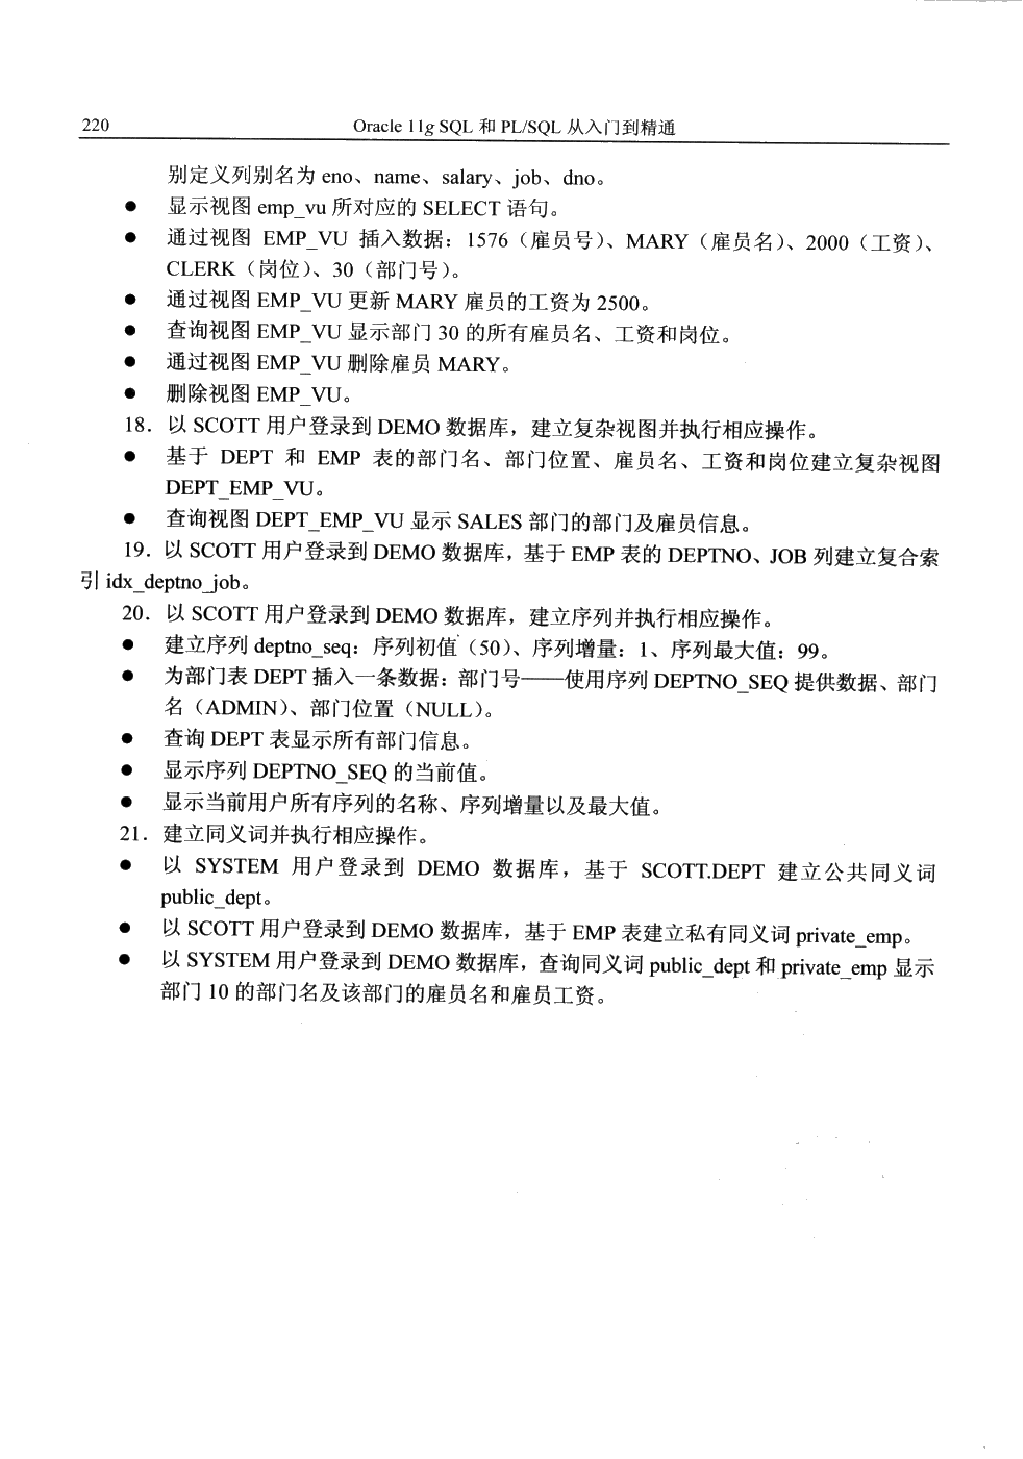 220 Oracle 11g SQL 和 PL/SQL 从入门到精通
别定义列别名为 eno、name、salary、job、dno。
● 显示视图 emp_vu 所对应的 SELECT 语句。
● 通过视图 EMP_VU 插入数据：1576（雇员号）、MARY（雇员名）、2000（工资）、
CLERK（岗位）、30（部门号）。
● 通过视图 EMP_VU 更新 MARY 雇员的工资为 2500。
● 查询视图 EMP_VU 显示部门 30 的所有雇员名、工资和岗位。
● 通过视图 EMP_VU 删除雇员 MARY。
● 删除视图 EMP_VU。
18．以 SCOTT 用户登录到 DEMO 数据库，建立复杂视图并执行相应操作。
● 基于 DEPT 和 EMP 表的部门名、部门位置、雇员名、工资和岗位建立复杂视图
DEPT_EMP_VU。
● 查询视图 DEPT_EMP_VU 显示 SALES 部门的部门及雇员信息。
19．以 SCOTT 用户登录到 DEMO 数据库，基于 EMP 表的 DEPTNO、JOB 列建立复合索
引 idx_deptno_job。
20．以 SCOTT 用户登录到 DEMO 数据库，建立序列并执行相应操作。
● 建立序列 deptno_seq：序列初值（50）、序列增量：1、序列最大值：99。
● 为部门表 DEPT 插入一条数据：部门号——使用序列 DEPTNO_SEQ 提供数据、部门
名（ADMIN）、部门位置（NULL）。
● 查询 DEPT 表显示所有部门信息。
● 显示序列 DEPTNO_SEQ 的当前值。
● 显示当前用户所有序列的名称、序列增量以及最大值。
21．建立同义词并执行相应操作。
● 以 SYSTEM 用户登录到 DEMO 数据库，基于 SCOTT.DEPT 建立公共同义词
public_dept。
● 以 SCOTT 用户登录到 DEMO 数据库，基于 EMP 表建立私有同义词 private_emp。
● 以 SYSTEM 用户登录到 DEMO 数据库，查询同义词 public_dept 和 private_emp 显示
部门 10 的部门名及该部门的雇员名和雇员工资。